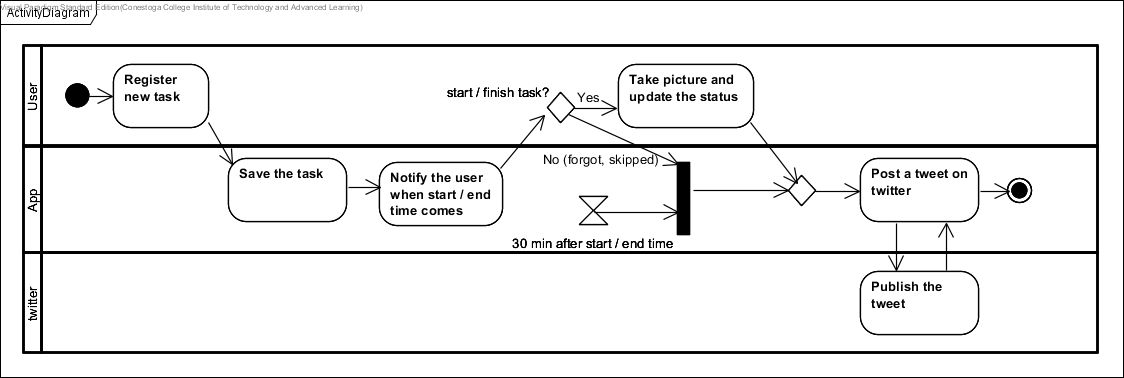 Visual Paradigm Standard Edition(Conestoga College Institute of Technology and Advanced Learning)
ActivityDiagram
User
Register
new task
start / finish task?
Yes
Take picture and
update the status
App
Save the task
Notify the user
when start / end
time comes
No (forgot, skipped)
30 min after start / end time
Post a tweet on
twitter
twitter
Publish the
tweet